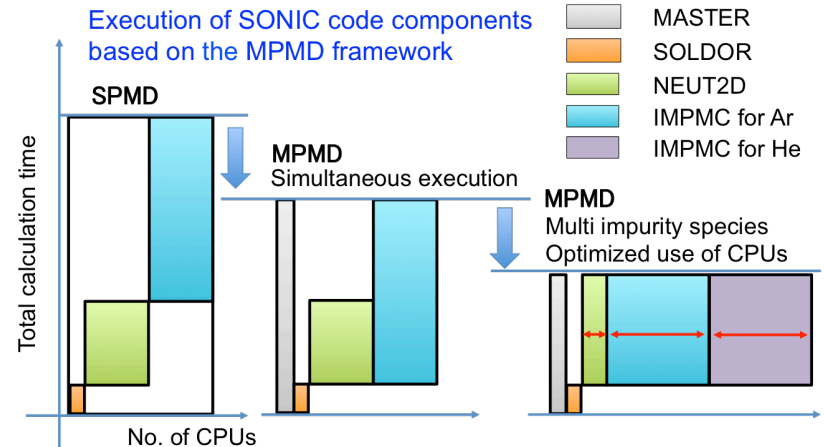 Execution of SONIC code components
based on the MPMD framework
MASTER
SOLDOR
NEUT2D
IMPMC for Ar
IMPMC for He
SPMD
MPMD
Simultaneous execution
MPMD
Multi impurity species
Optimized use of CPUs
Total calculation time
No. of CPUs